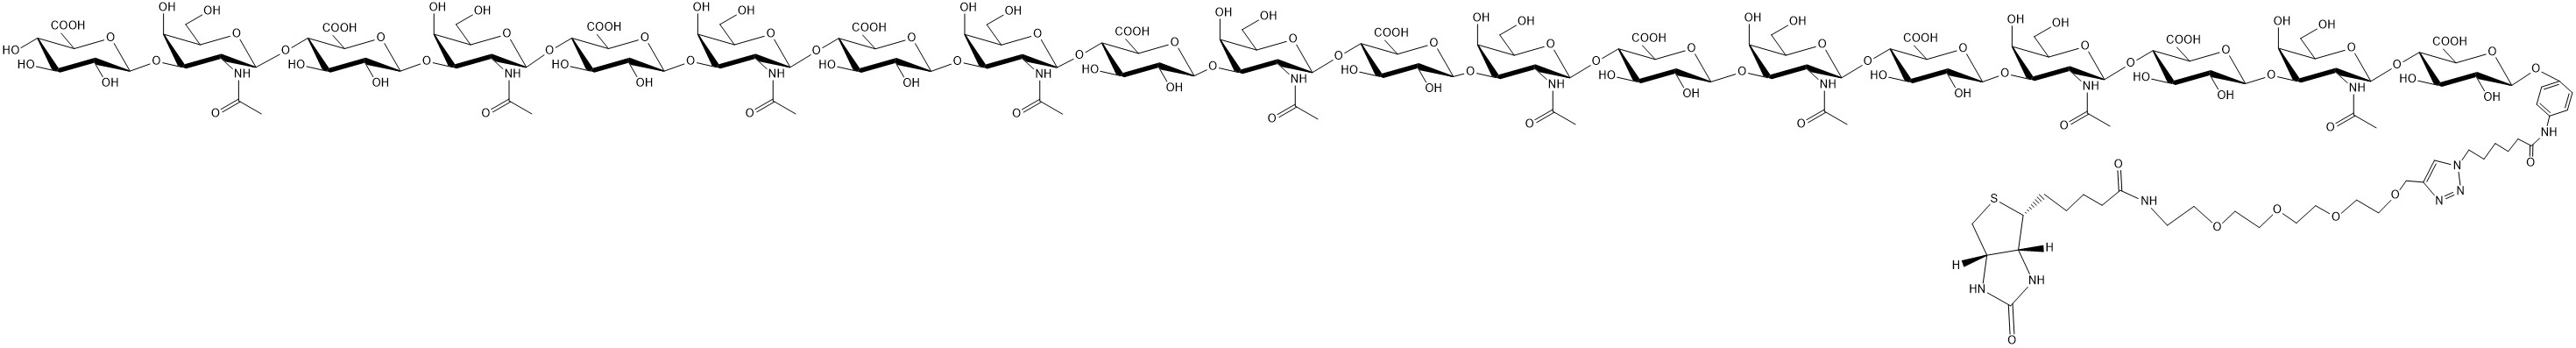 OH OH OH OH OH OH OH OH OH OH OH OH OH OH OH OH OH OH
COOH COOH COOH COOH COOH COOH COOH COOH COOH COOH
HO O O O O O O O O O O O O O O O O O O O O O O O O O O O O O
HO O HO O HO O HO O HO O HO O HO O HO O HO O HO
OH NH OH NH OH NH OH NH OH NH OH NH OH NH OH NH OH NH OH
O O O O O O O O O
NH
O
O N
N
N
S NH O O O O
H
H
HN NH
O